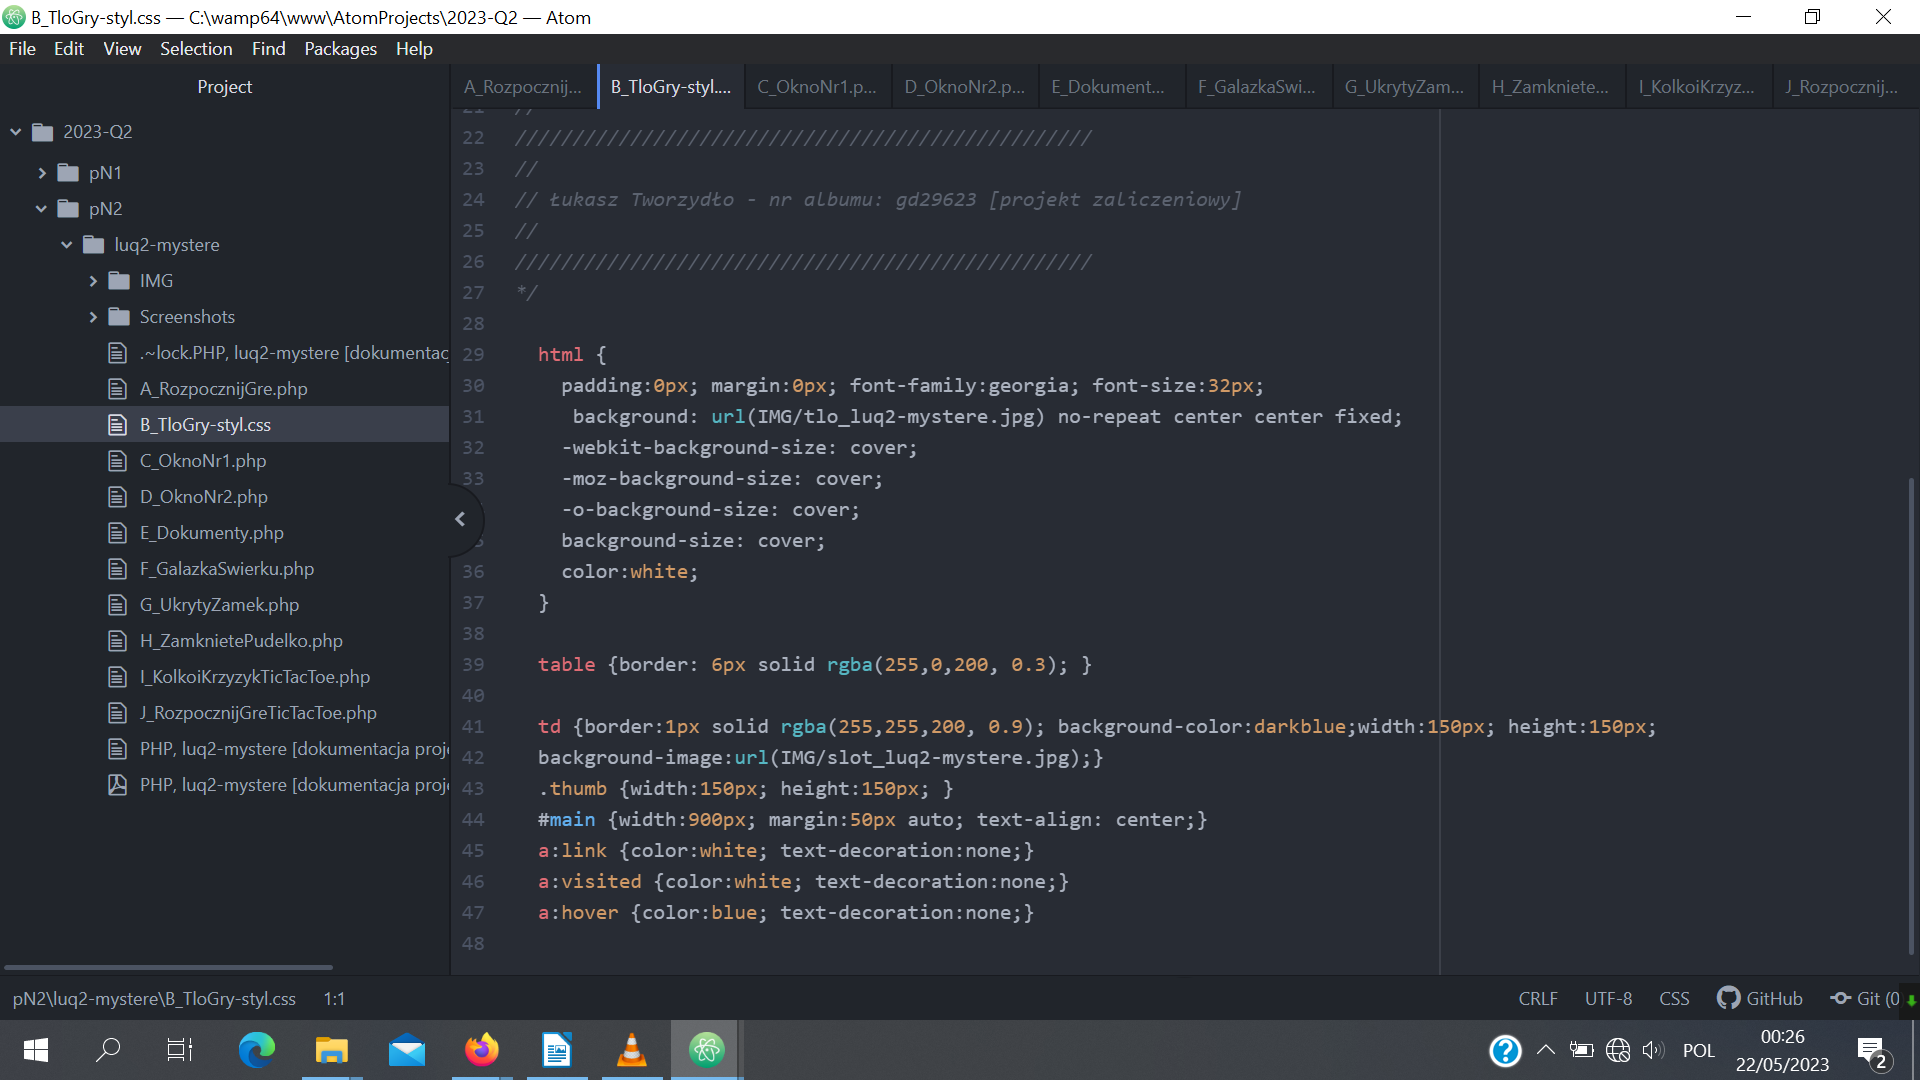 B_TloGry-styl.css — C:\wamp64\www\AtomProjects\2023-Q2 — Atom
File Edit View Selection Find Packages Help
Project
2023-Q2
pN1
pN2
luq2-mystere
IMG
Screenshots
.~lock.PHP, luq2-mystere [dokumentac
A_RozpocznijGre.php
B_TloGry-styl.css
C_OknoNr1.php
D_OknoNr2.php
E_Dokumenty.php
F_GalazkaSwierku.php
G_UkrytyZamek.php
H_ZamknietePudelko.php
I_KolkoiKrzyzykTicTacToe.php
J_RozpocznijGreTicTacToe.php
PHP, luq2-mystere [dokumentacja proje
PHP, luq2-mystere [dokumentacja proje
A_Rozpocznij... B_TloGry-styl.... C_OknoNr1.p... D_OknoNr2.p... E_Dokument... F_GalazkaSwi... G_UkrytyZam... H_Zamkniete... I_KolkoiKrzyz... J_Rozpocznij...
21 //
22 //////////////////////////////////////////////////
23 //
24 // Łukasz Tworzydło - nr albumu: gd29623 [projekt zaliczeniowy]
25 //
26 //////////////////////////////////////////////////
27 */
28
29 html {
30 padding:0px; margin:0px; font-family:georgia; font-size:32px;
31 background: url(IMG/tlo_luq2-mystere.jpg) no-repeat center center fixed;
32 -webkit-background-size: cover;
33 -moz-background-size: cover;
-o-background-size: cover;
background-size: cover;
36 color:white;
37 }
38
39 table {border: 6px solid rgba(255,0,200, 0.3); }
40
41 td {border:1px solid rgba(255,255,200, 0.9); background-color:darkblue;width:150px; height:150px;
42 background-image:url(IMG/slot_luq2-mystere.jpg);}
43 .thumb {width:150px; height:150px; }
44 #main {width:900px; margin:50px auto; text-align: center;}
45 a:link {color:white; text-decoration:none;}
46 a:visited {color:white; text-decoration:none;}
47 a:hover {color:blue; text-decoration:none;}
48
pN2\luq2-mystere\B_TloGry-styl.css 1:1 CRLF UTF-8 CSS GitHub Git (0
POL 00:26
22/05/2023
2